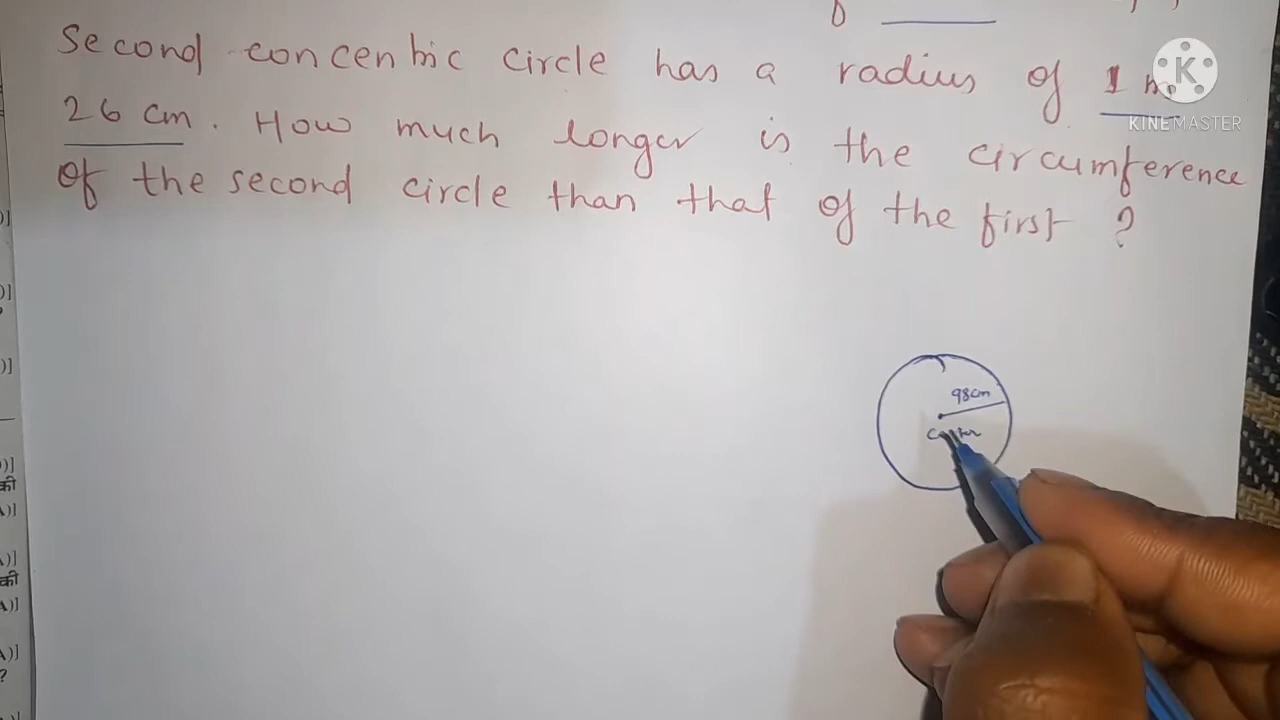 Second concentric circle has a radius of 1 m
26 cm. How much longer is the circumference
of the second circle than that of the first ?
KINEMASTER
98cm
Center
)]
)]
)]
)]
की
A)]
A)]
की
A)]
A)]
?
A)]